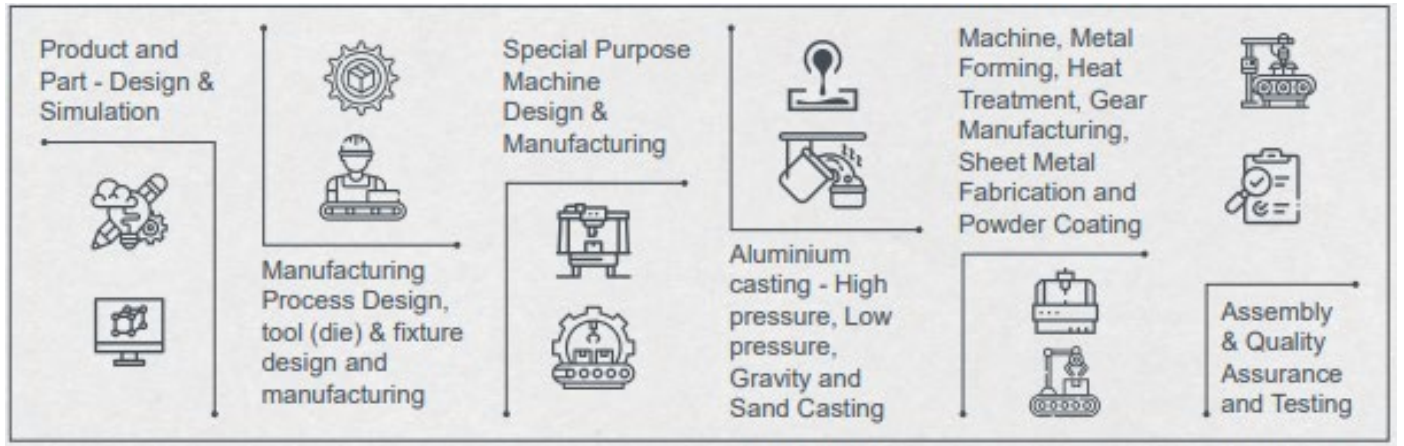 Product and
Part - Design &
Simulation
Manufacturing
Process Design,
tool (die) & fixture
design and
manufacturing
Special Purpose
Machine
Design &
Manufacturing
Aluminium
casting - High
pressure, Low
pressure,
Gravity and
Sand Casting
Machine, Metal
Forming, Heat
Treatment, Gear
Manufacturing,
Sheet Metal
Fabrication and
Powder Coating
Assembly
& Quality
Assurance
and Testing